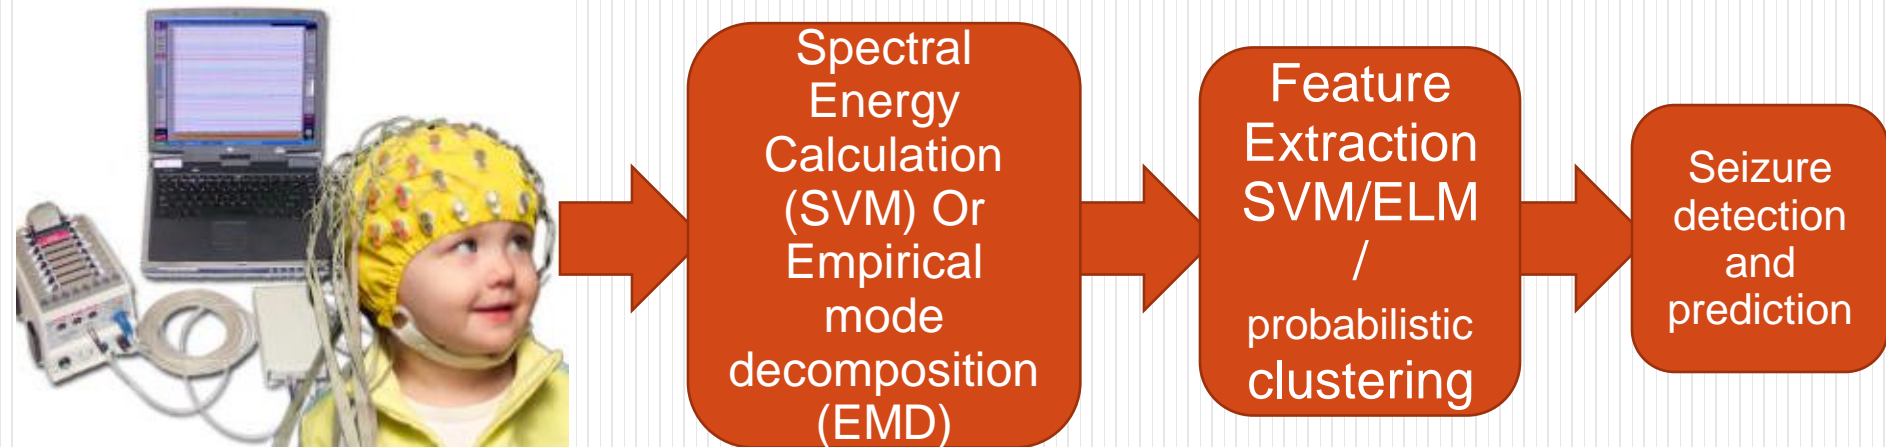 Spectral
Energy
Calculation
(SVM) Or
Empirical
mode
decomposition
(EMD)
Feature
Extraction
SVM/ELM
/
probabilistic
clustering
Seizure
detection
and
prediction